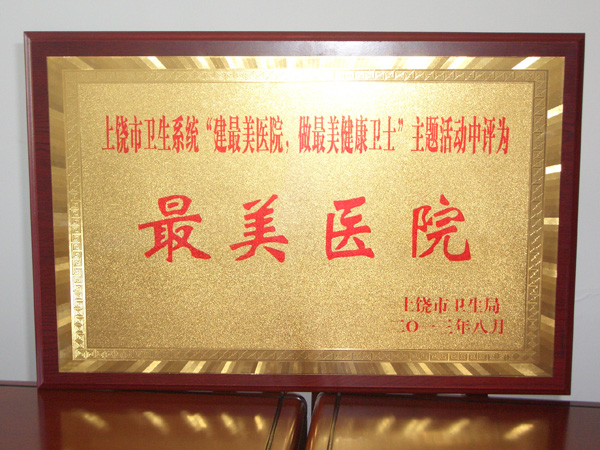 上饶市卫生系统“建最美医院，做最美健康卫士”主题活动中评为
最美医院
上饶市卫生局
二〇一三年八月